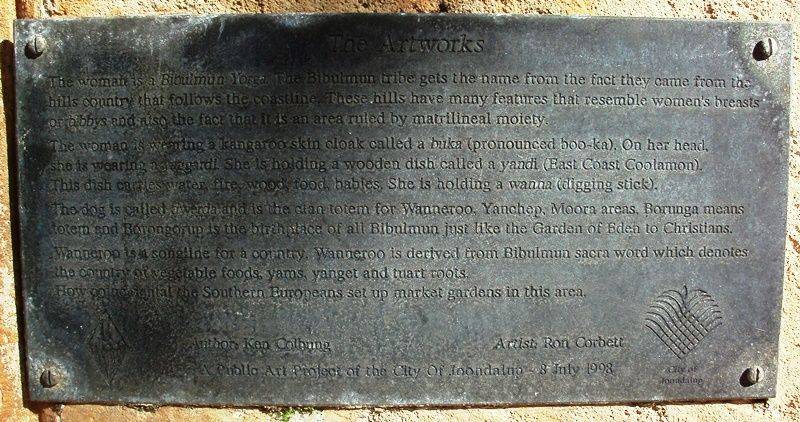 The Artworks
The woman is a Bibulmun Yorga. The Bibulmun tribe gets the name from the fact they came from the
hills country that follows the coastline. These hills have many features that resemble women's breasts
or bibbys and also the fact that it is an area ruled by matrilineal moiety.
The woman is wearing a kangaroo skin cloak called a buka (pronounced boo-ka). On her head,
she is wearing a. She is holding a wooden dish called a yandi (East Coast Coolamon).
This dish carries water, fire, wood, food, babies. She is holding a wanna (digging stick).
The dog is called and is the clan totem for Wanneroo, Yanchep, Moora areas. Borunga means
totem and Borongorup is the birthplace of all Bibulmun just like the Garden of Eden to Christians.
Wanneroo is a songline for a country. Wanneroo is derived from Bibulmun sacra word which denotes
the country of vegetable foods, yams, yanget and tuart roots.
How coincidental the Southern Europeans set up market gardens in this area.
Author: Ken Colbung Artist: Ron Corbett
A Public Art Project of the City Of Joondalup - 8 July 1998
City of
Joondalup